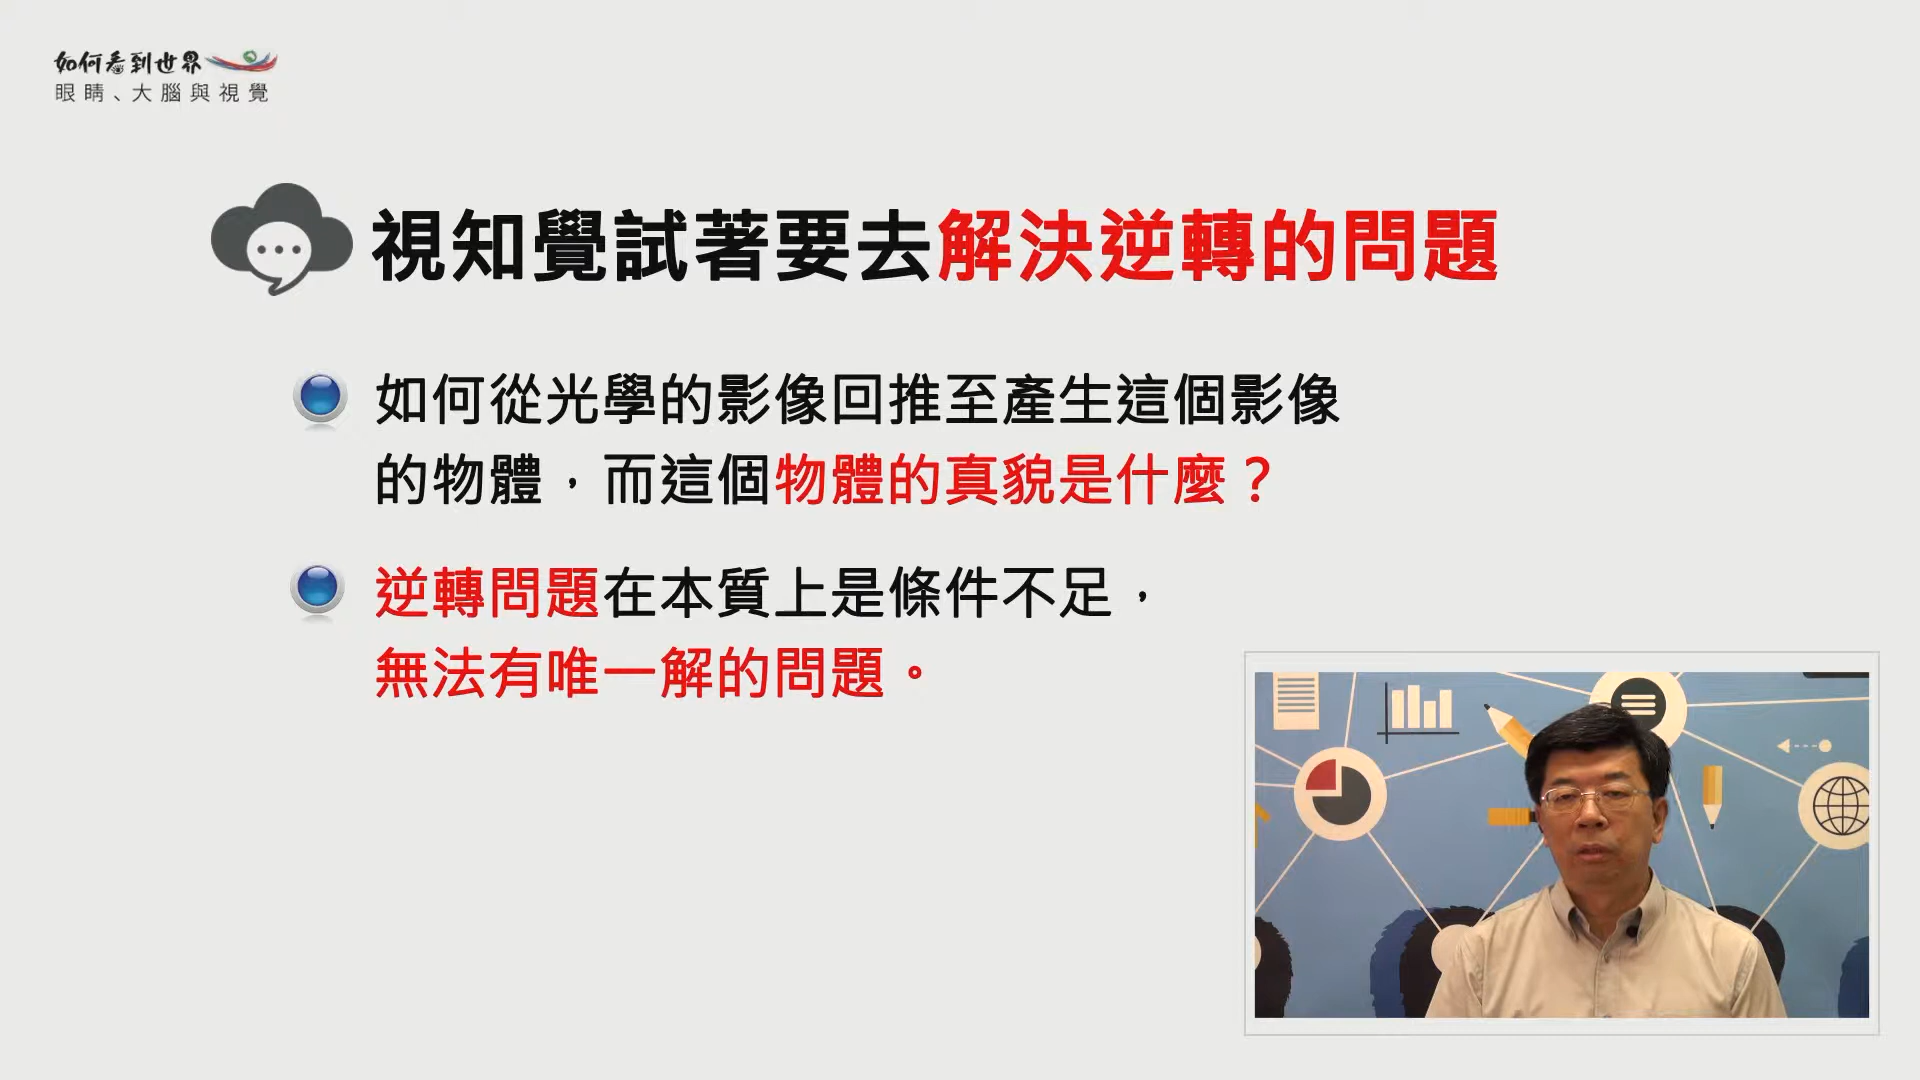 如何看到世界
眼睛、大腦與視覺
視知覺試著要去解決逆轉的問題
如何從光學的影像回推至產生這個影像
的物體，而這個物體的真貌是什麼？
逆轉問題在本質上是條件不足，
無法有唯一解的問題。